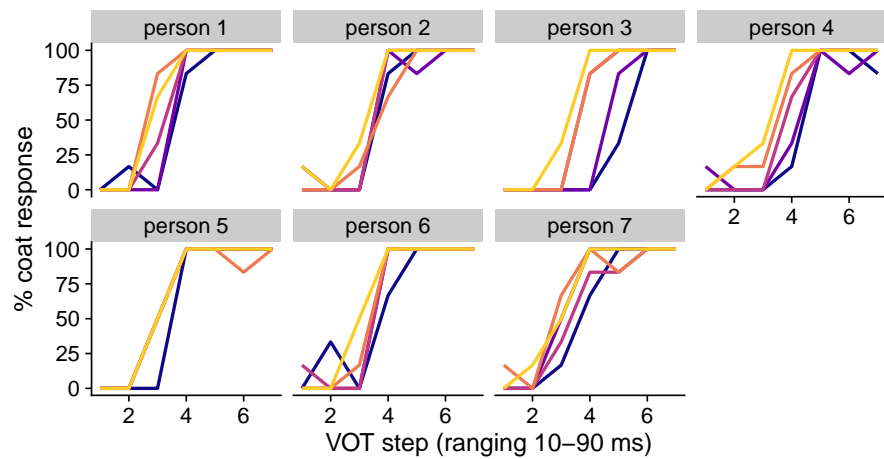 person 1
person 2
person 3
person 4
100
75
50
25
0
2
4
6
person 5
person 6
person 7
100
75
50
25
0
2
4
6
2
4
6
2
4
6
% coat response
VOT step (ranging 10–90 ms)